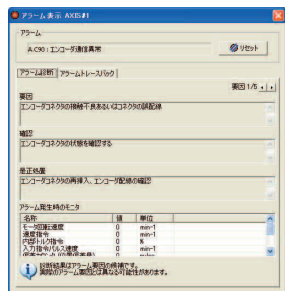 アラーム表示 AXIS#1
アラーム
A.C90 : エンコーダ通信異常
リセット
アラーム診断 アラームトレースバック
要因 1/5
要因
エンコーダコネクタの接触不良あるいはコネクタの誤配線
確認
エンコーダコネクタの状態を確認する
是正処置
エンコーダコネクタの再挿入、エンコーダ配線の確認
アラーム発生時のモニタ
名称 値 単位
モータ回転速度 0 min-1
速度指令 0 min-1
内部トルク指令 0 %
入力指令パルス速度 0 min-1
0
診断結果はアラーム要因の候補です。
実際のアラーム要因とは異なる可能性があります。